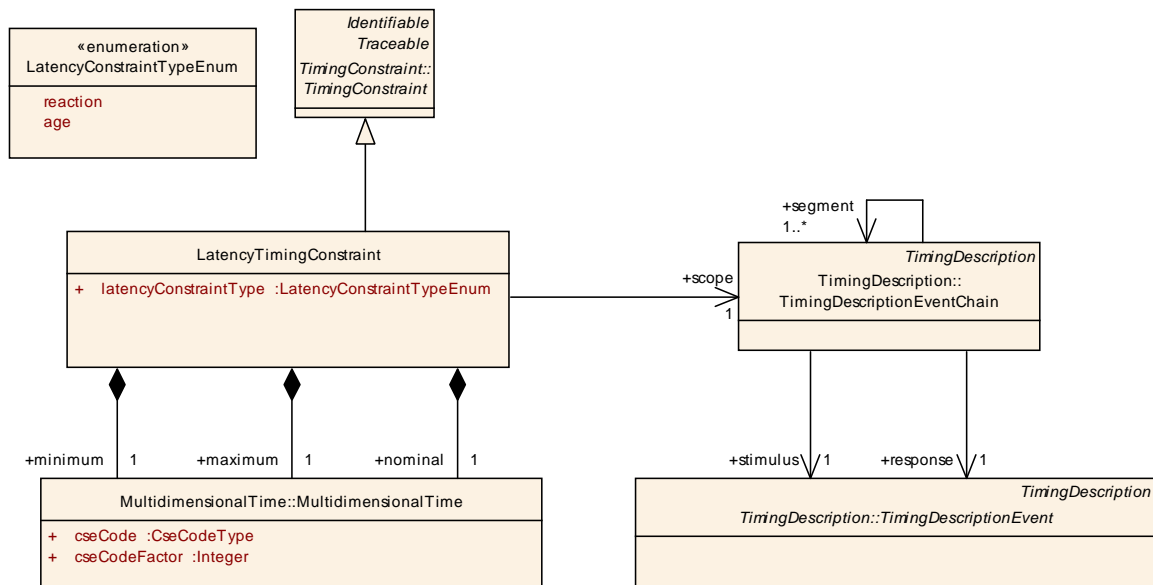 «enumeration»
LatencyConstraintTypeEnum
reaction
age
Identifiable
Traceable
TimingConstraint::
TimingConstraint
LatencyTimingConstraint
+ latencyConstraintType :LatencyConstraintTypeEnum
+segment
1..*
+scope
1
TimingDescription
TimingDescription::
TimingDescriptionEventChain
+minimum 1
+maximum 1
+nominal 1
+stimulus 1
+response 1
MultidimensionalTime::MultidimensionalTime
+ cseCode :CseCodeType
+ cseCodeFactor :Integer
TimingDescription
TimingDescription::TimingDescriptionEvent